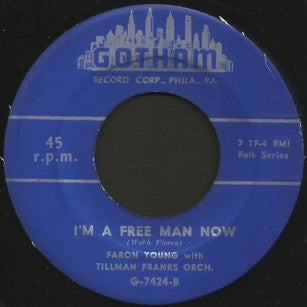 GOTHAM
RECORD CORP., PHILA., PA.
45
r.p.m.
7 TF-4 BMI
Folk Series
I'M A FREE MAN NOW
(Webb Pierce)
FARON YOUNG with
TILLMAN FRANKS ORCH.
G-7424-B